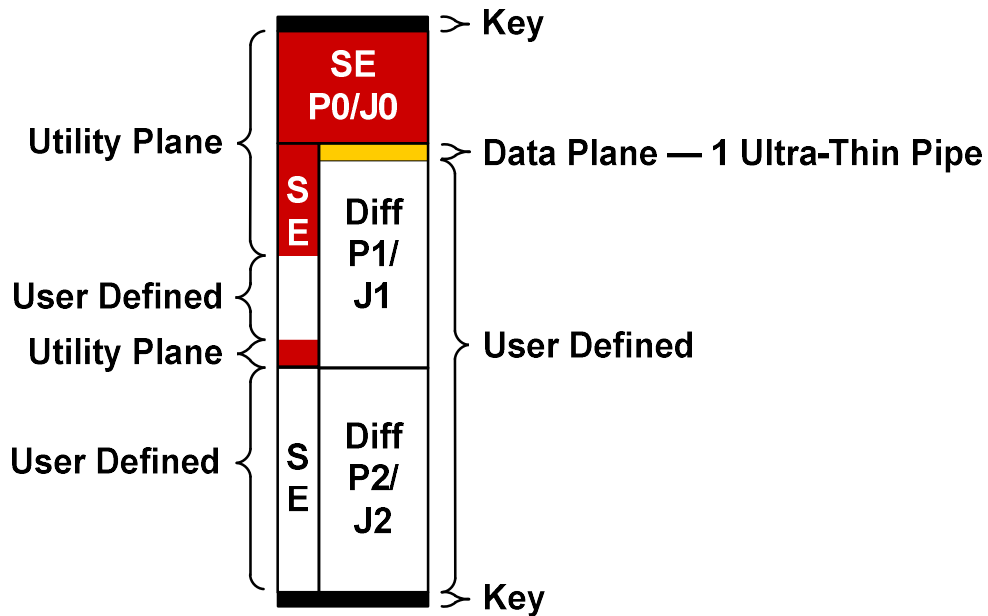 Key
SE
P0/J0
Utility Plane
Data Plane — 1 Ultra-Thin Pipe
S
E
Diff
P1/
J1
User Defined
Utility Plane
User Defined
User Defined
S
E
Diff
P2/
J2
Key